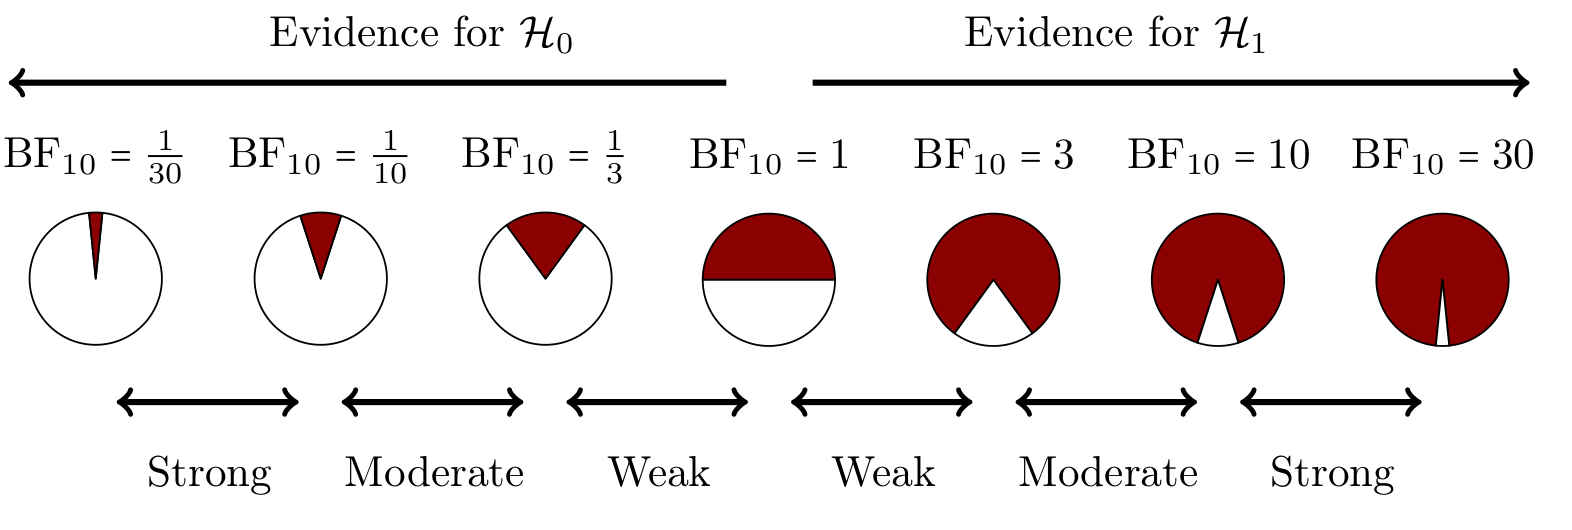 Evidence for ℋ₀ Evidence for ℋ₁
BF₁₀ = 1/30 BF₁₀ = 1/10 BF₁₀ = 1/3 BF₁₀ = 1 BF₁₀ = 3 BF₁₀ = 10 BF₁₀ = 30
Strong Moderate Weak Weak Moderate Strong